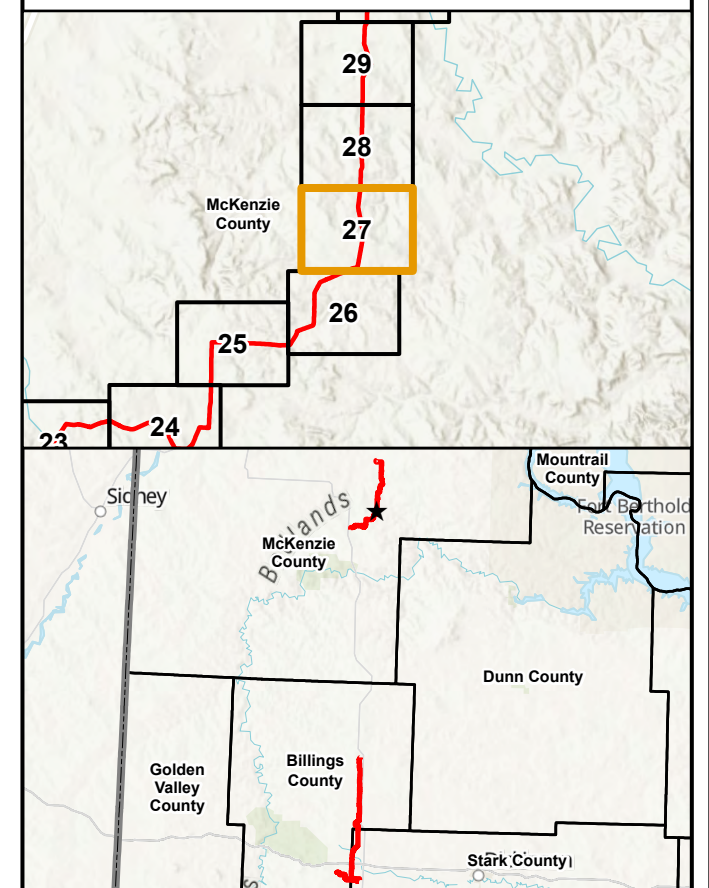 29
28
McKenzie
County
27
26
25
24
23
Mountrail
County
Sidney
Fort Berthold
Reservation
Badlands
McKenzie
County
Dunn County
Billings
County
Golden
Valley
County
Stark County